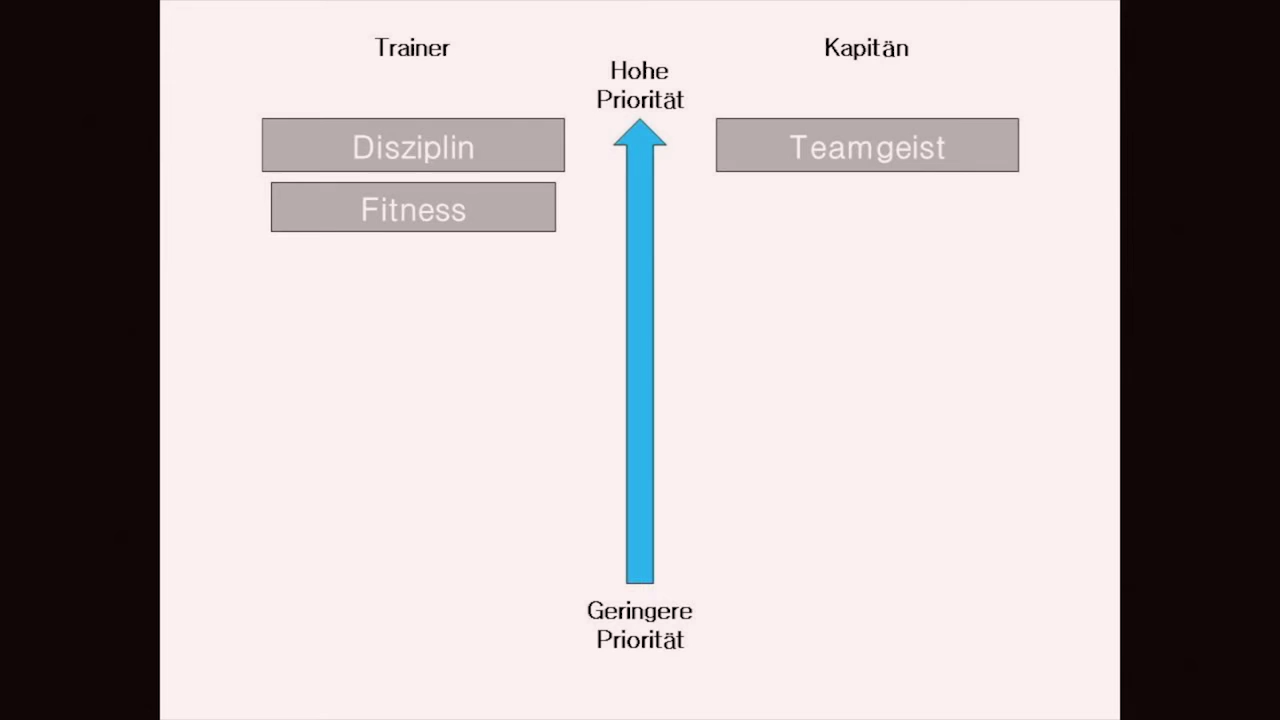 Trainer
Kapitän
Hohe
Priorität
Disziplin
Teamgeist
Fitness
Geringere
Priorität